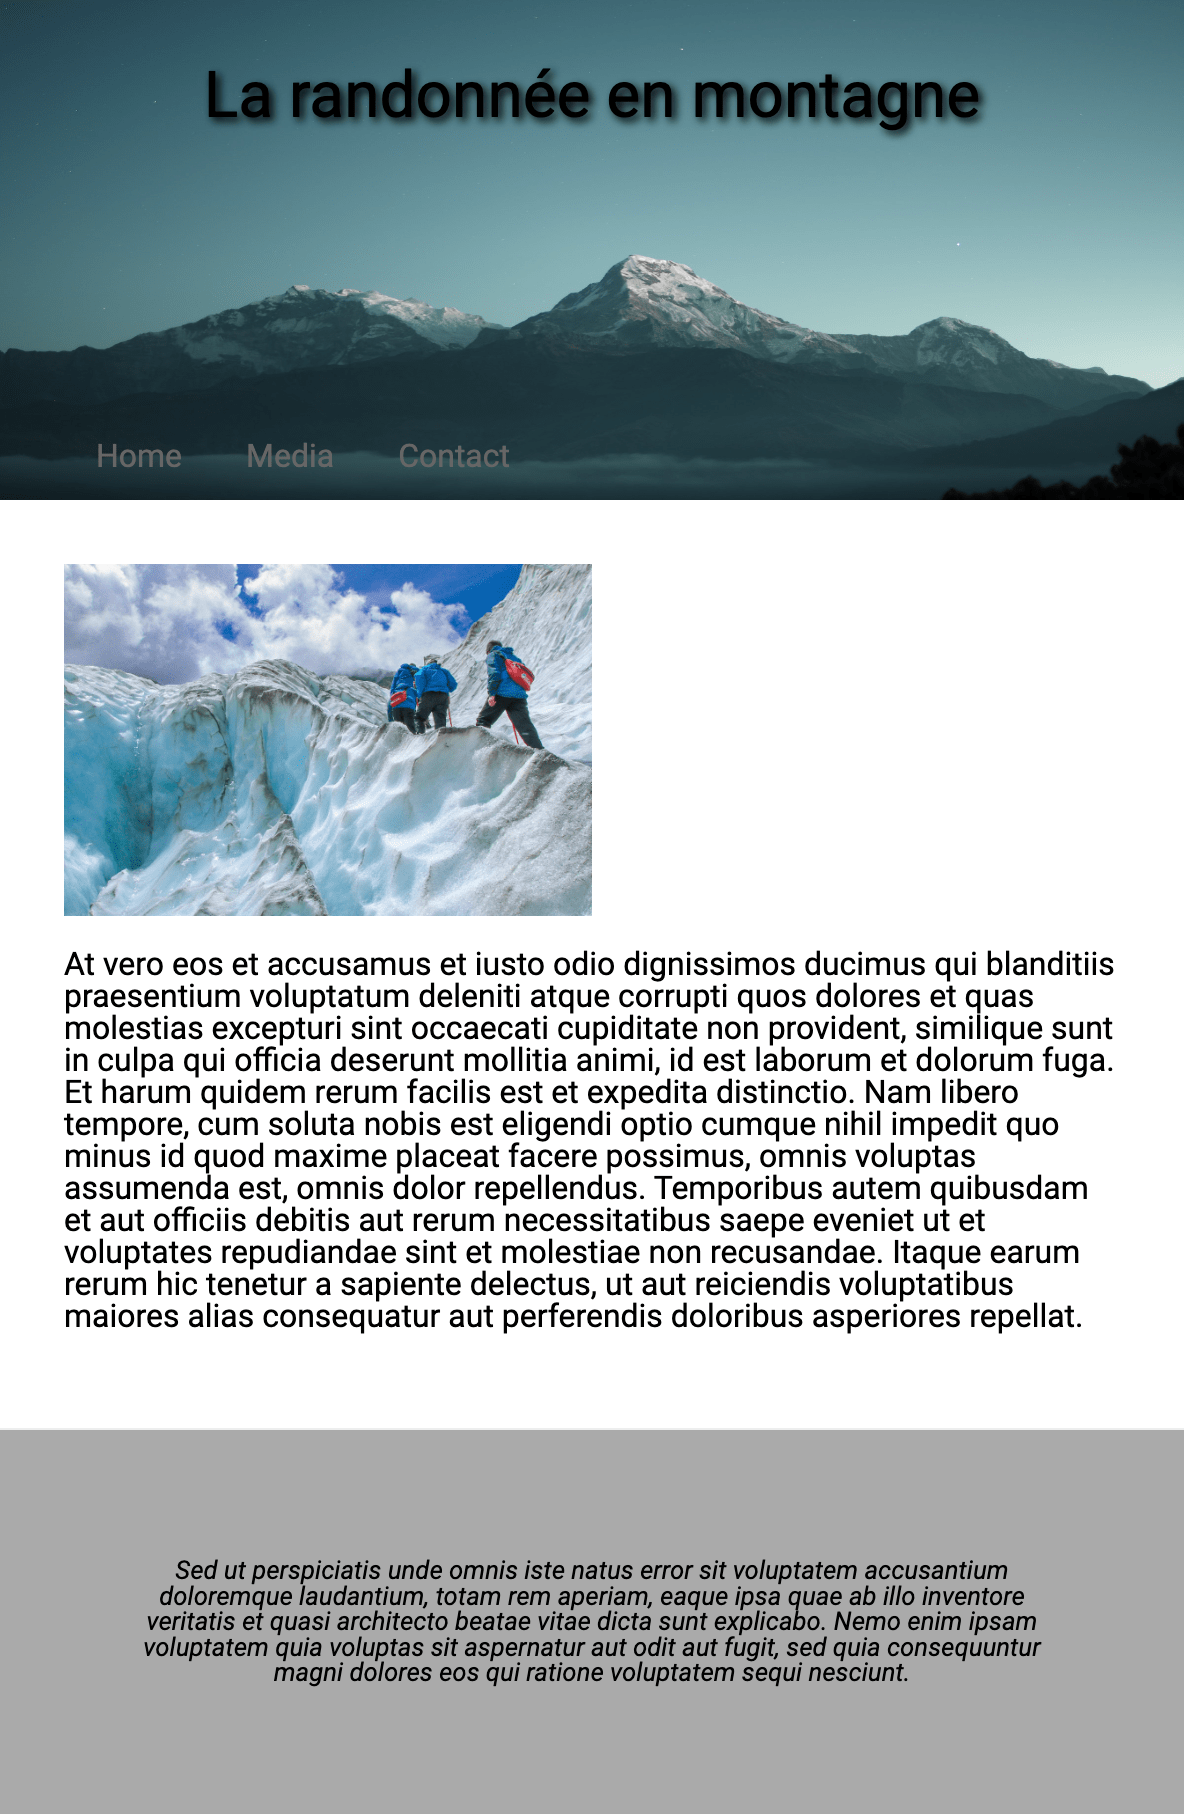 La randonnée en montagne
Home Media Contact
At vero eos et accusamus et iusto odio dignissimos ducimus qui blanditiis
praesentium voluptatum deleniti atque corrupti quos dolores et quas
molestias excepturi sint occaecati cupiditate non provident, similique sunt
in culpa qui officia deserunt mollitia animi, id est laborum et dolorum fuga.
Et harum quidem rerum facilis est et expedita distinctio. Nam libero
tempore, cum soluta nobis est eligendi optio cumque nihil impedit quo
minus id quod maxime placeat facere possimus, omnis voluptas
assumenda est, omnis dolor repellendus. Temporibus autem quibusdam
et aut officiis debitis aut rerum necessitatibus saepe eveniet ut et
voluptates repudiandae sint et molestiae non recusandae. Itaque earum
rerum hic tenetur a sapiente delectus, ut aut reiciendis voluptatibus
maiores alias consequatur aut perferendis doloribus asperiores repellat.
Sed ut perspiciatis unde omnis iste natus error sit voluptatem accusantium
doloremque laudantium, totam rem aperiam, eaque ipsa quae ab illo inventore
veritatis et quasi architecto beatae vitae dicta sunt explicabo. Nemo enim ipsam
voluptatem quia voluptas sit aspernatur aut odit aut fugit, sed quia consequuntur
magni dolores eos qui ratione voluptatem sequi nesciunt.